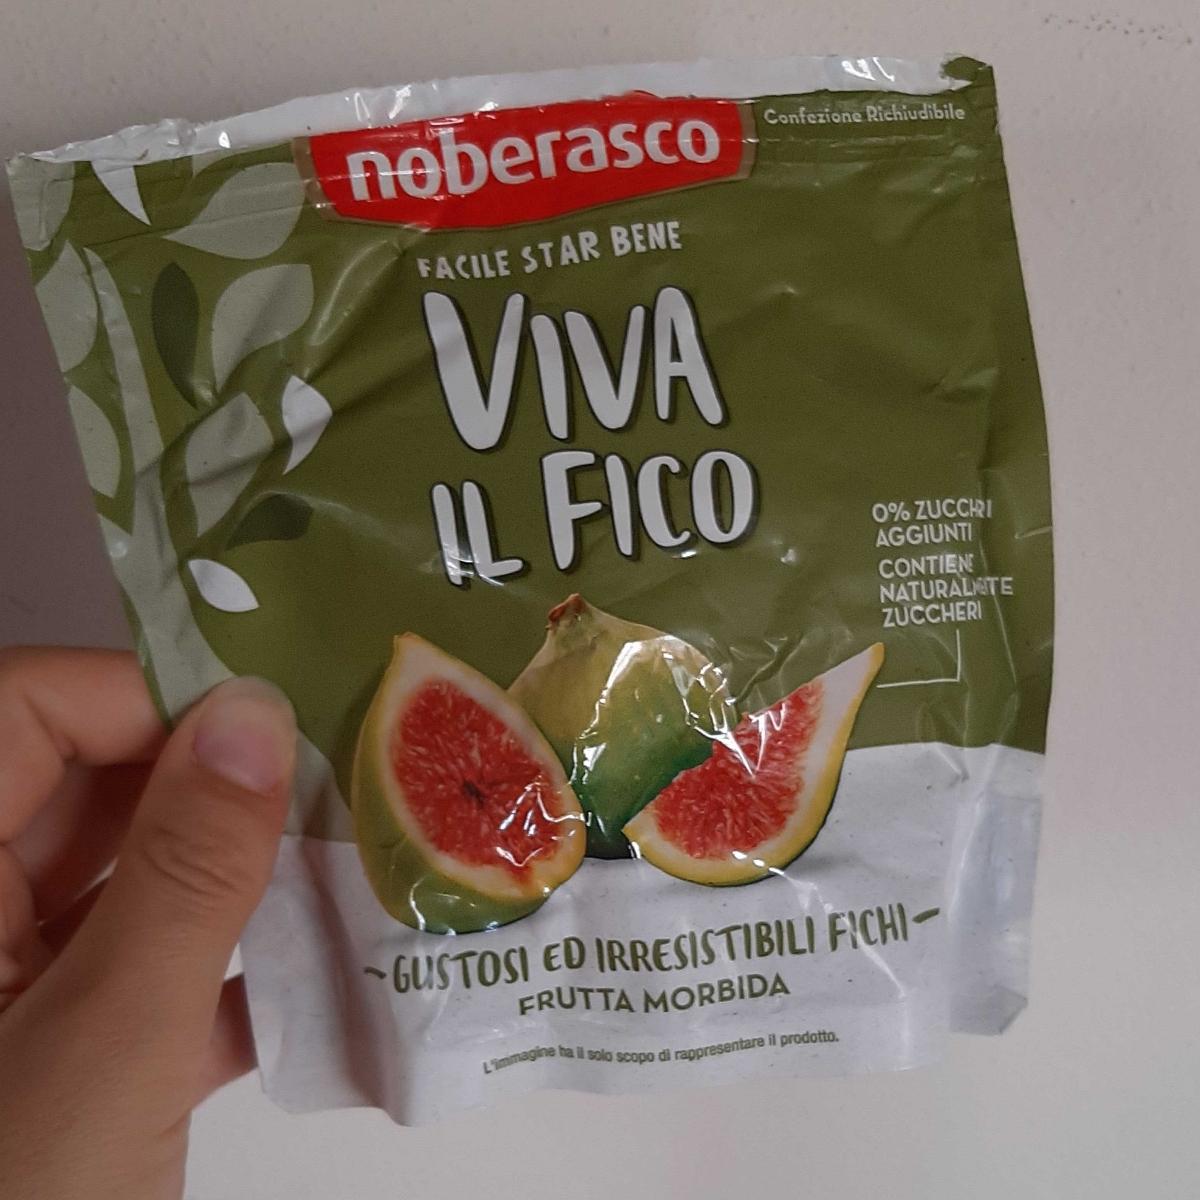 noberasco
Confezione Richiudibile
FACILE STAR BENE
VIVA
IL FICO
0% ZUCCHERI
AGGIUNTI
CONTIENE
NATURALMENTE
ZUCCHERI
~GUSTOSI ED IRRESISTIBILI FICHI~
FRUTTA MORBIDA
L'immagine ha il solo scopo di rappresentare il prodotto.